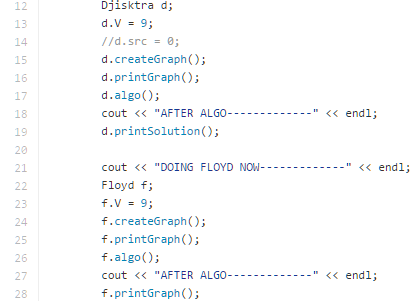 12 Djisktra d;
13 d.V = 9;
14 //d.src = 0;
15 d.createGraph();
16 d.printGraph();
17 d.algo();
18 cout << "AFTER ALGO-------------" << endl;
19 d.printSolution();
20
21 cout << "DOING FLOYD NOW-------------" << endl;
22 Floyd f;
23 f.V = 9;
24 f.createGraph();
25 f.printGraph();
26 f.algo();
27 cout << "AFTER ALGO-------------" << endl;
28 f.printGraph();